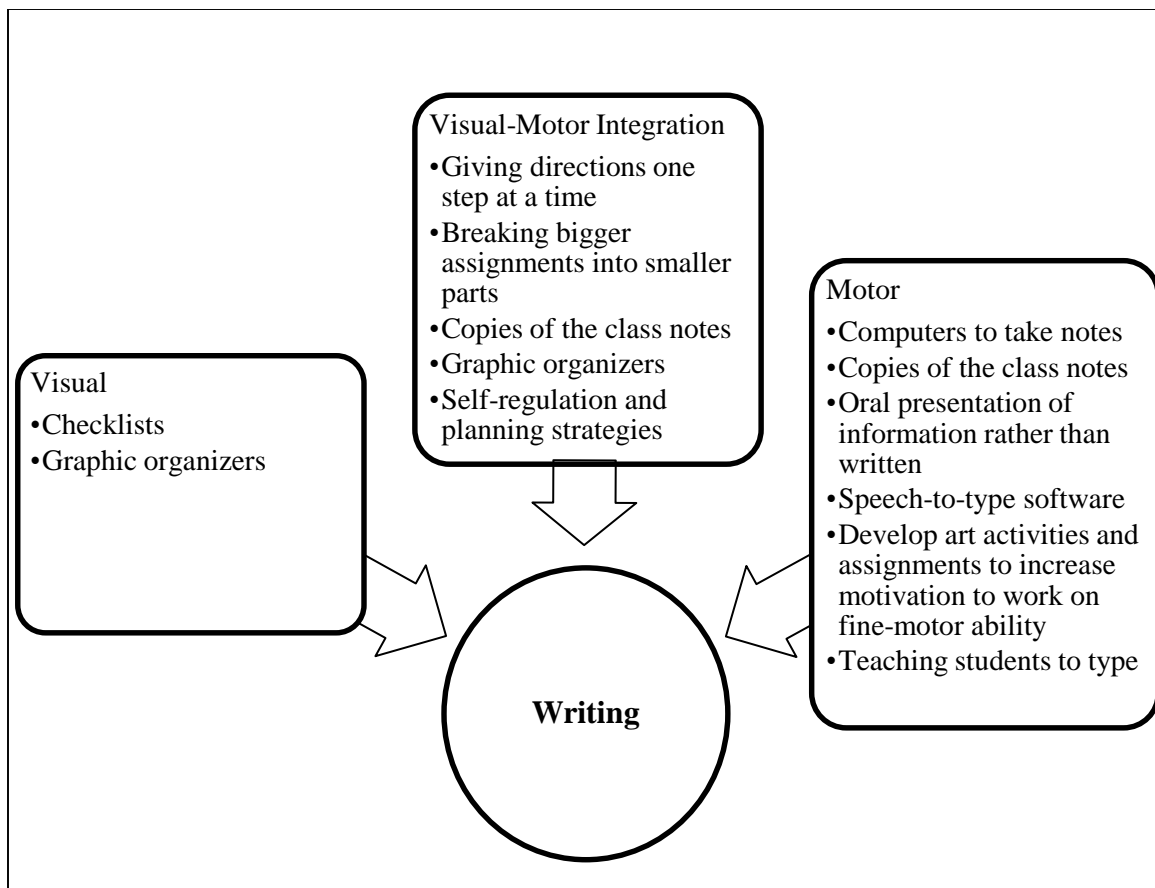 Visual-Motor Integration
•Giving directions one
step at a time
•Breaking bigger
assignments into smaller
parts
•Copies of the class notes
•Graphic organizers
•Self-regulation and
planning strategies
Visual
•Checklists
•Graphic organizers
Motor
•Computers to take notes
•Copies of the class notes
•Oral presentation of
information rather than
written
•Speech-to-type software
•Develop art activities and
assignments to increase
motivation to work on
fine-motor ability
•Teaching students to type
Writing